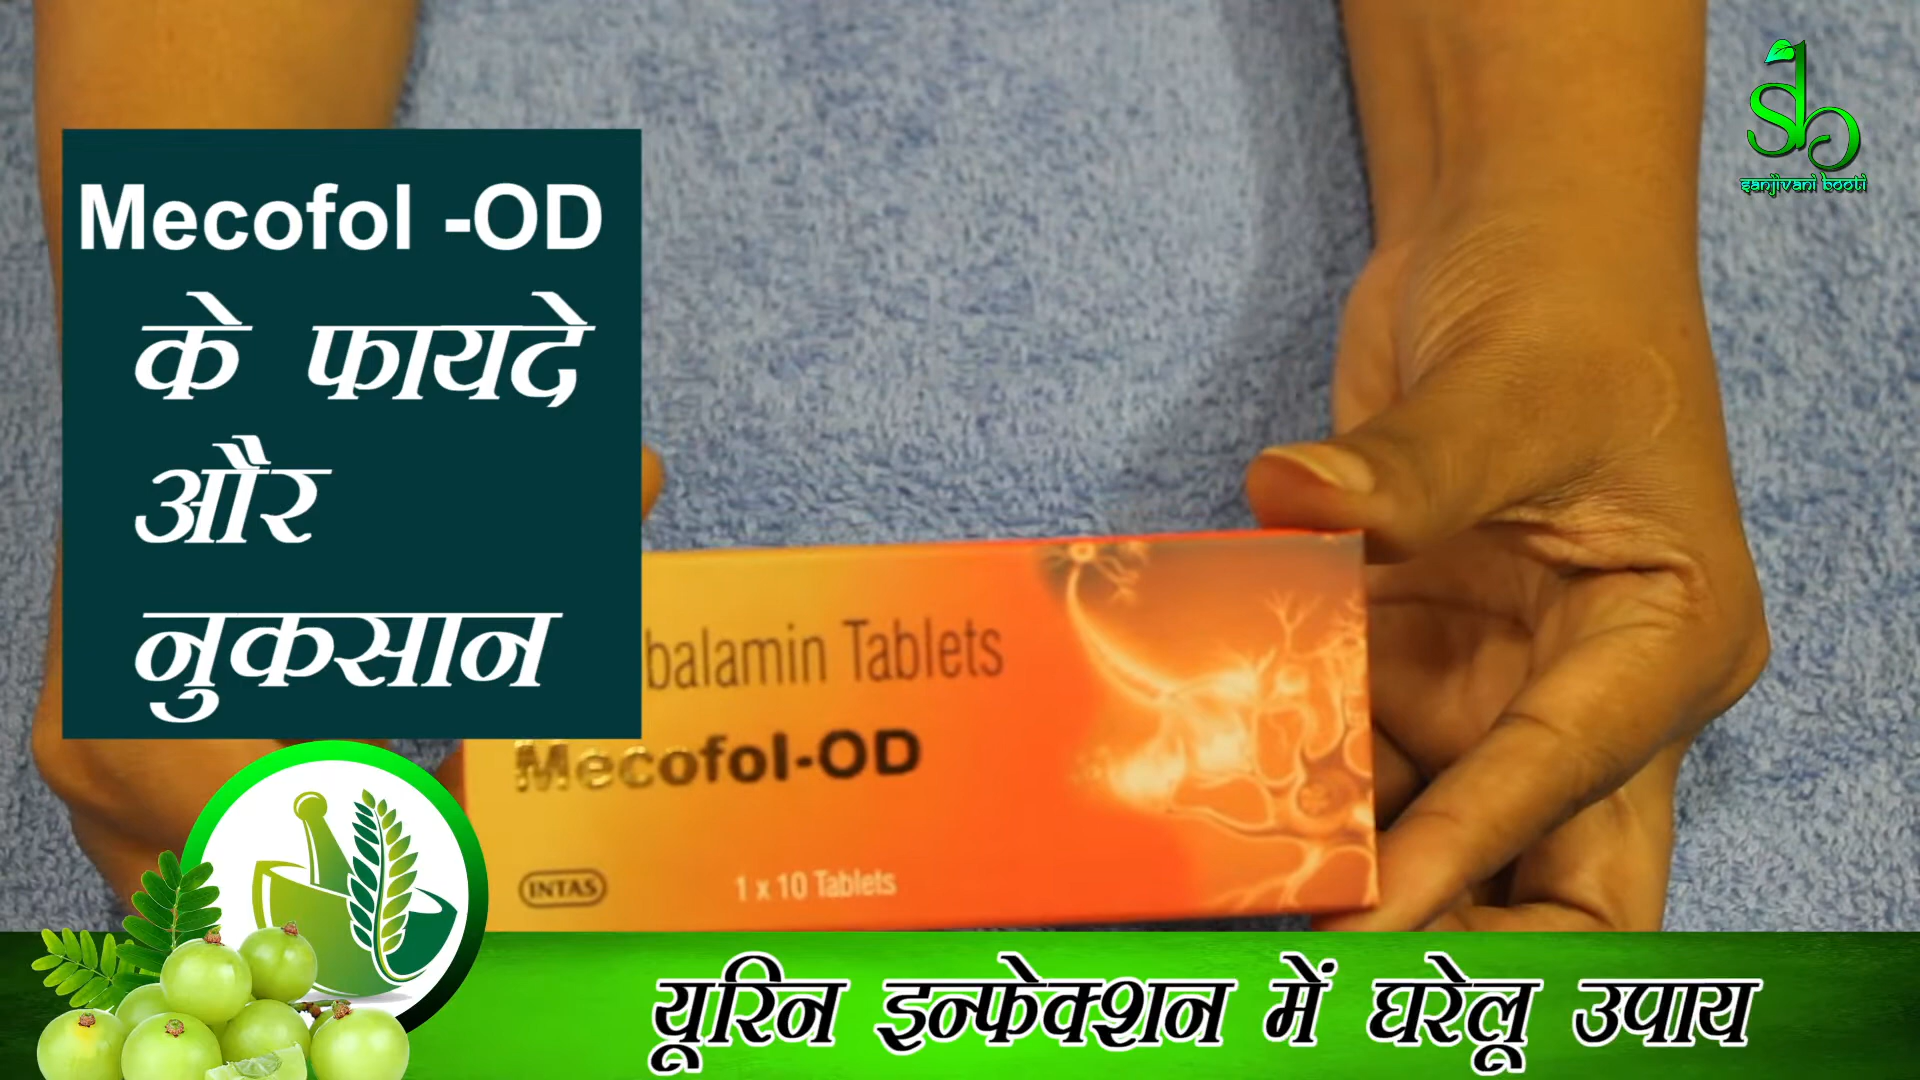 sb
sanjivani booti
Mecofol -OD
के फायदे
और
नुकसान
balamin Tablets
Mecofol-OD
INTAS
1 x 10 Tablets
यूरिन इन्फेक्शन में घरेलू उपाय